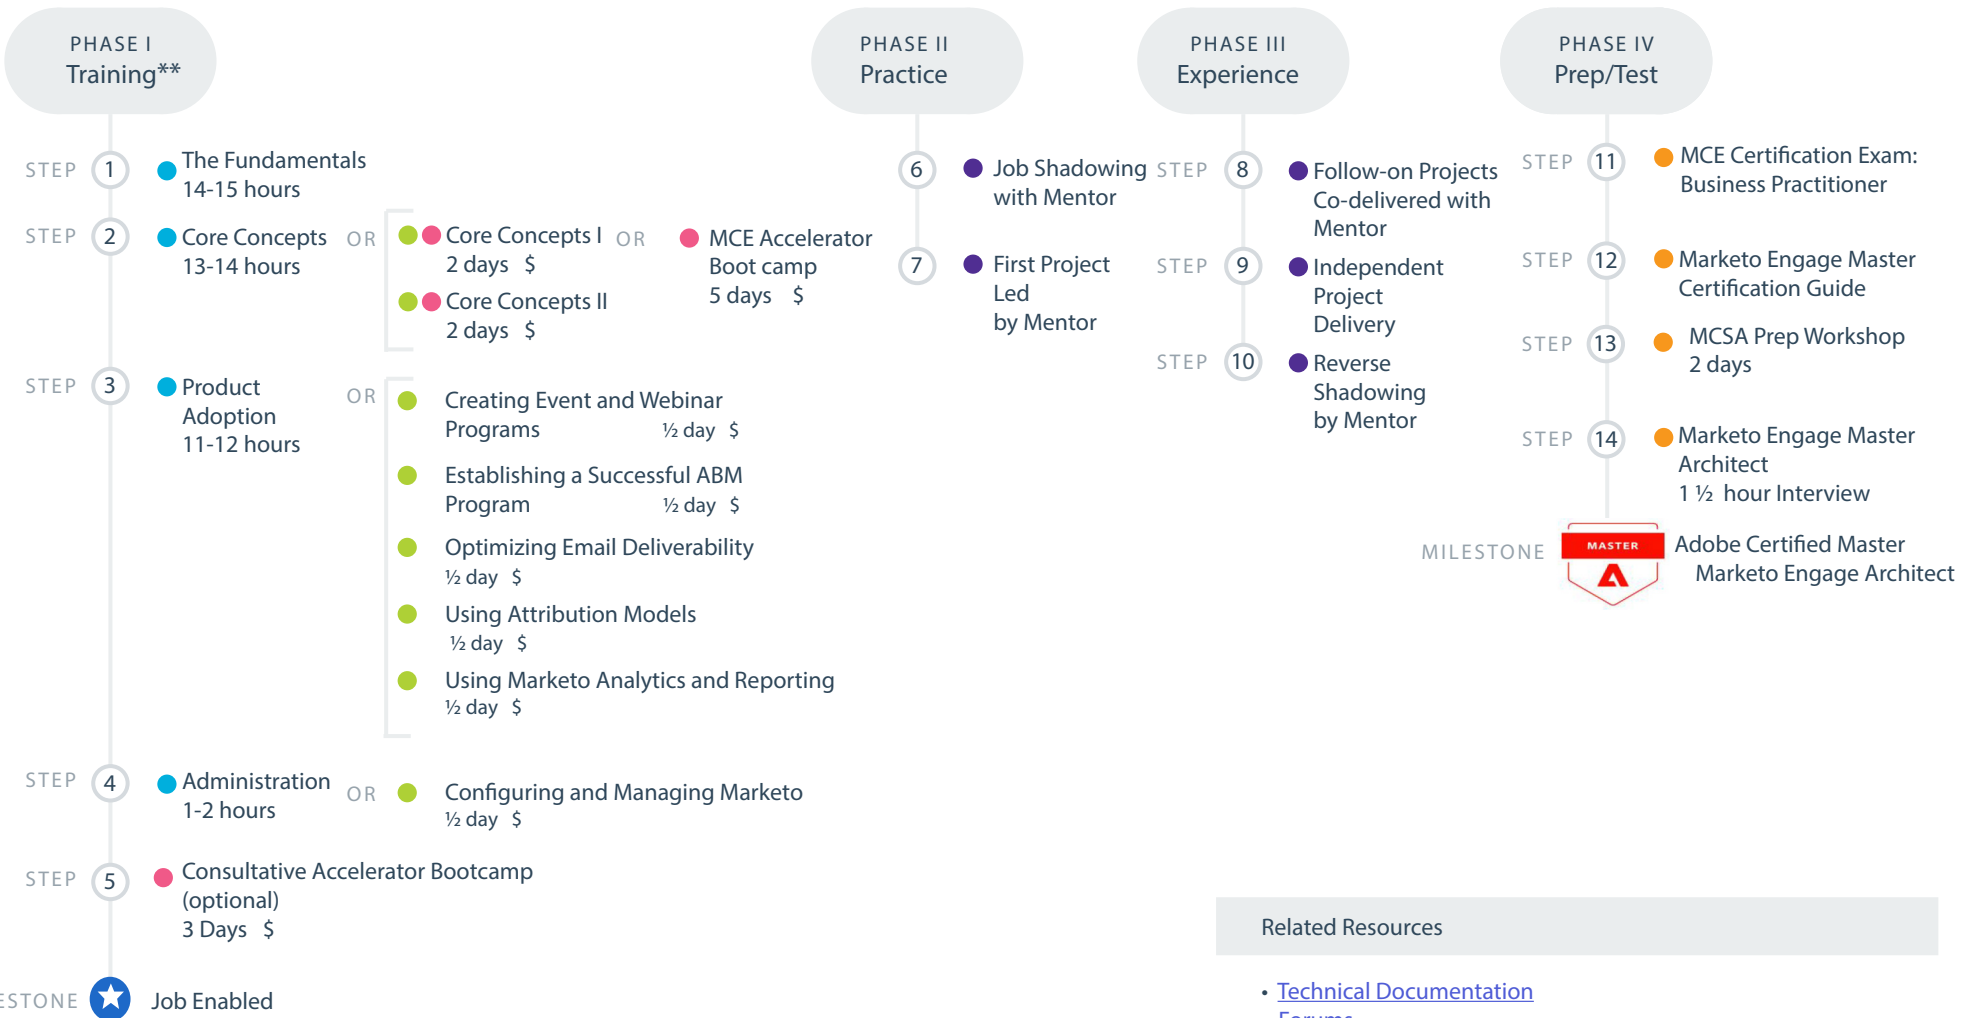 PHASE I
Training**
STEP 1
The Fundamentals
14-15 hours
STEP 2
Core Concepts
13-14 hours
OR
Core Concepts I
2 days $
Core Concepts II
2 days $
OR
MCE Accelerator
Boot camp
5 days $
STEP 3
Product
Adoption
11-12 hours
OR
Creating Event and Webinar
Programs ½ day $
Establishing a Successful ABM
Program ½ day $
Optimizing Email Deliverability
½ day $
Using Attribution Models
½ day $
Using Marketo Analytics and Reporting
½ day $
STEP 4
Administration
1-2 hours
OR
Configuring and Managing Marketo
½ day $
STEP 5
Consultative Accelerator Bootcamp
(optional)
3 Days $
ESTONE
Job Enabled
PHASE II
Practice
6
Job Shadowing
with Mentor
7
First Project
Led
by Mentor
PHASE III
Experience
STEP 8
Follow-on Projects
Co-delivered with
Mentor
STEP 9
Independent
Project
Delivery
STEP 10
Reverse
Shadowing
by Mentor
PHASE IV
Prep/Test
STEP 11
MCE Certification Exam:
Business Practitioner
STEP 12
Marketo Engage Master
Certification Guide
STEP 13
MCSA Prep Workshop
2 days
STEP 14
Marketo Engage Master
Architect
1 ½ hour Interview
MILESTONE
MASTER
Adobe Certified Master
Marketo Engage Architect
Related Resources
• Technical Documentation
Forums